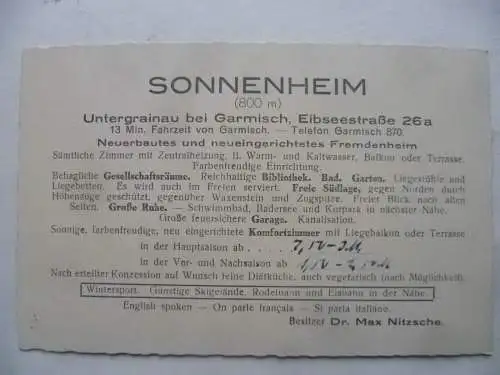 SONNENHEIM
(800 m)
Untergrainau bei Garmisch, Eibseestraße 26a
13 Min. Fahrzeit von Garmisch. — Telefon Garmisch 870.
Neuerbautes und neueingerichtetes Fremdenheim
Sämtliche Zimmer mit Zentralheizung, fl. Warm- und Kaltwasser, Balkon oder Terrasse.
Farbenfreudige Einrichtung.
Behagliche Gesellschaftsräume. Reichhaltige Bibliothek. Bad. Garten. Liegestühle und
Liegebetten. Es wird auch im Freien serviert. Freie Südlage, gegen Norden durch
Höhenzüge geschützt, gegenüber Waxenstein und Zugspitze. Freier Blick nach allen
Seiten. Große Ruhe. — Schwimmbad, Badersee und Kurpark in nächster Nähe.
Große feuersichere Garage. Kanalisation.
Sonnige, farbenfreudige, neu eingerichtete Komfortzimmer mit Liegebalkon oder Terrasse
in der Hauptsaison ab
in der Vor- und Nachsaison ab
Nach erteilter Konzession auf Wunsch feine Diätküche, auch vegetarisch (nach Möglichkeit).
Wintersport. Günstige Skigelände, Rodelbahn und Eisbahn in der Nähe.
English spoken — On parle français — Si parla italiano.
Besitzer Dr. Max Nitzsche.